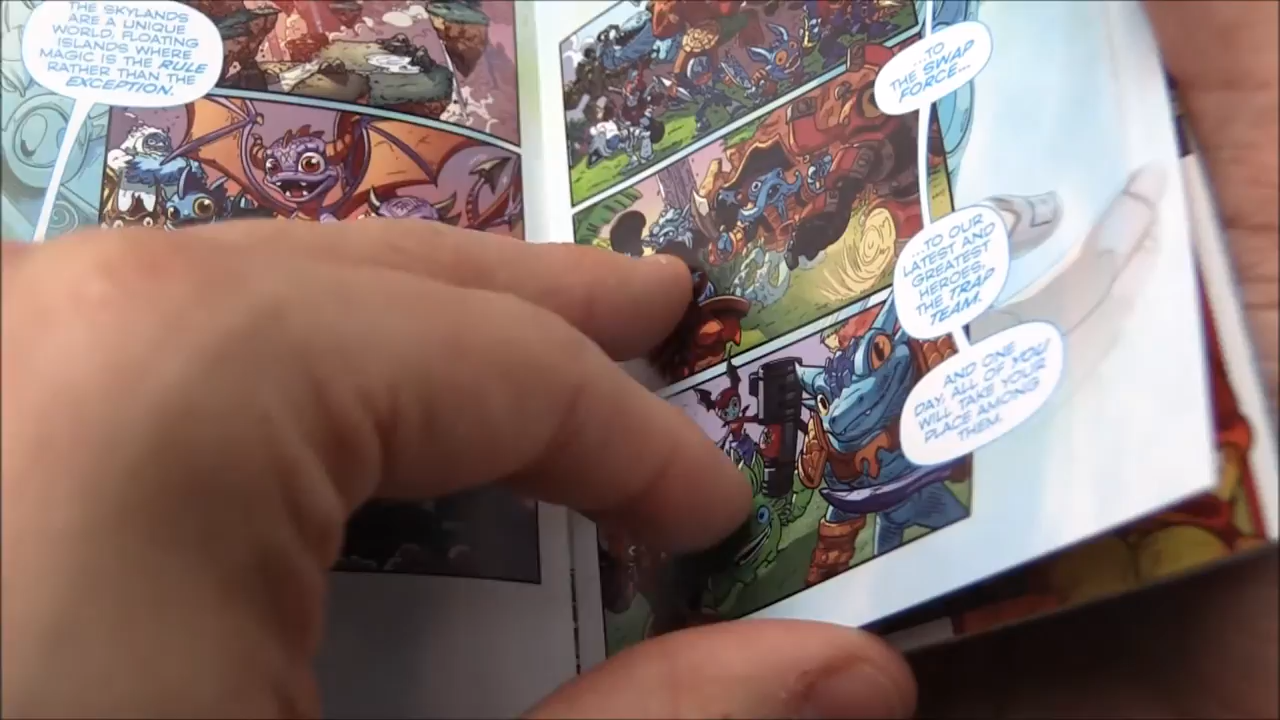 THE SKYLANDS
ARE A UNIQUE
WORLD, FLOATING
ISLANDS WHERE
MAGIC IS THE RULE
RATHER THAN THE
EXCEPTION.
...TO
THE SWAP
FORCE...
...TO OUR
LATEST AND
GREATEST
HEROES,
THE TRAP
TEAM.
AND ONE
DAY, ALL OF YOU
WILL TAKE YOUR
PLACE AMONG
THEM.